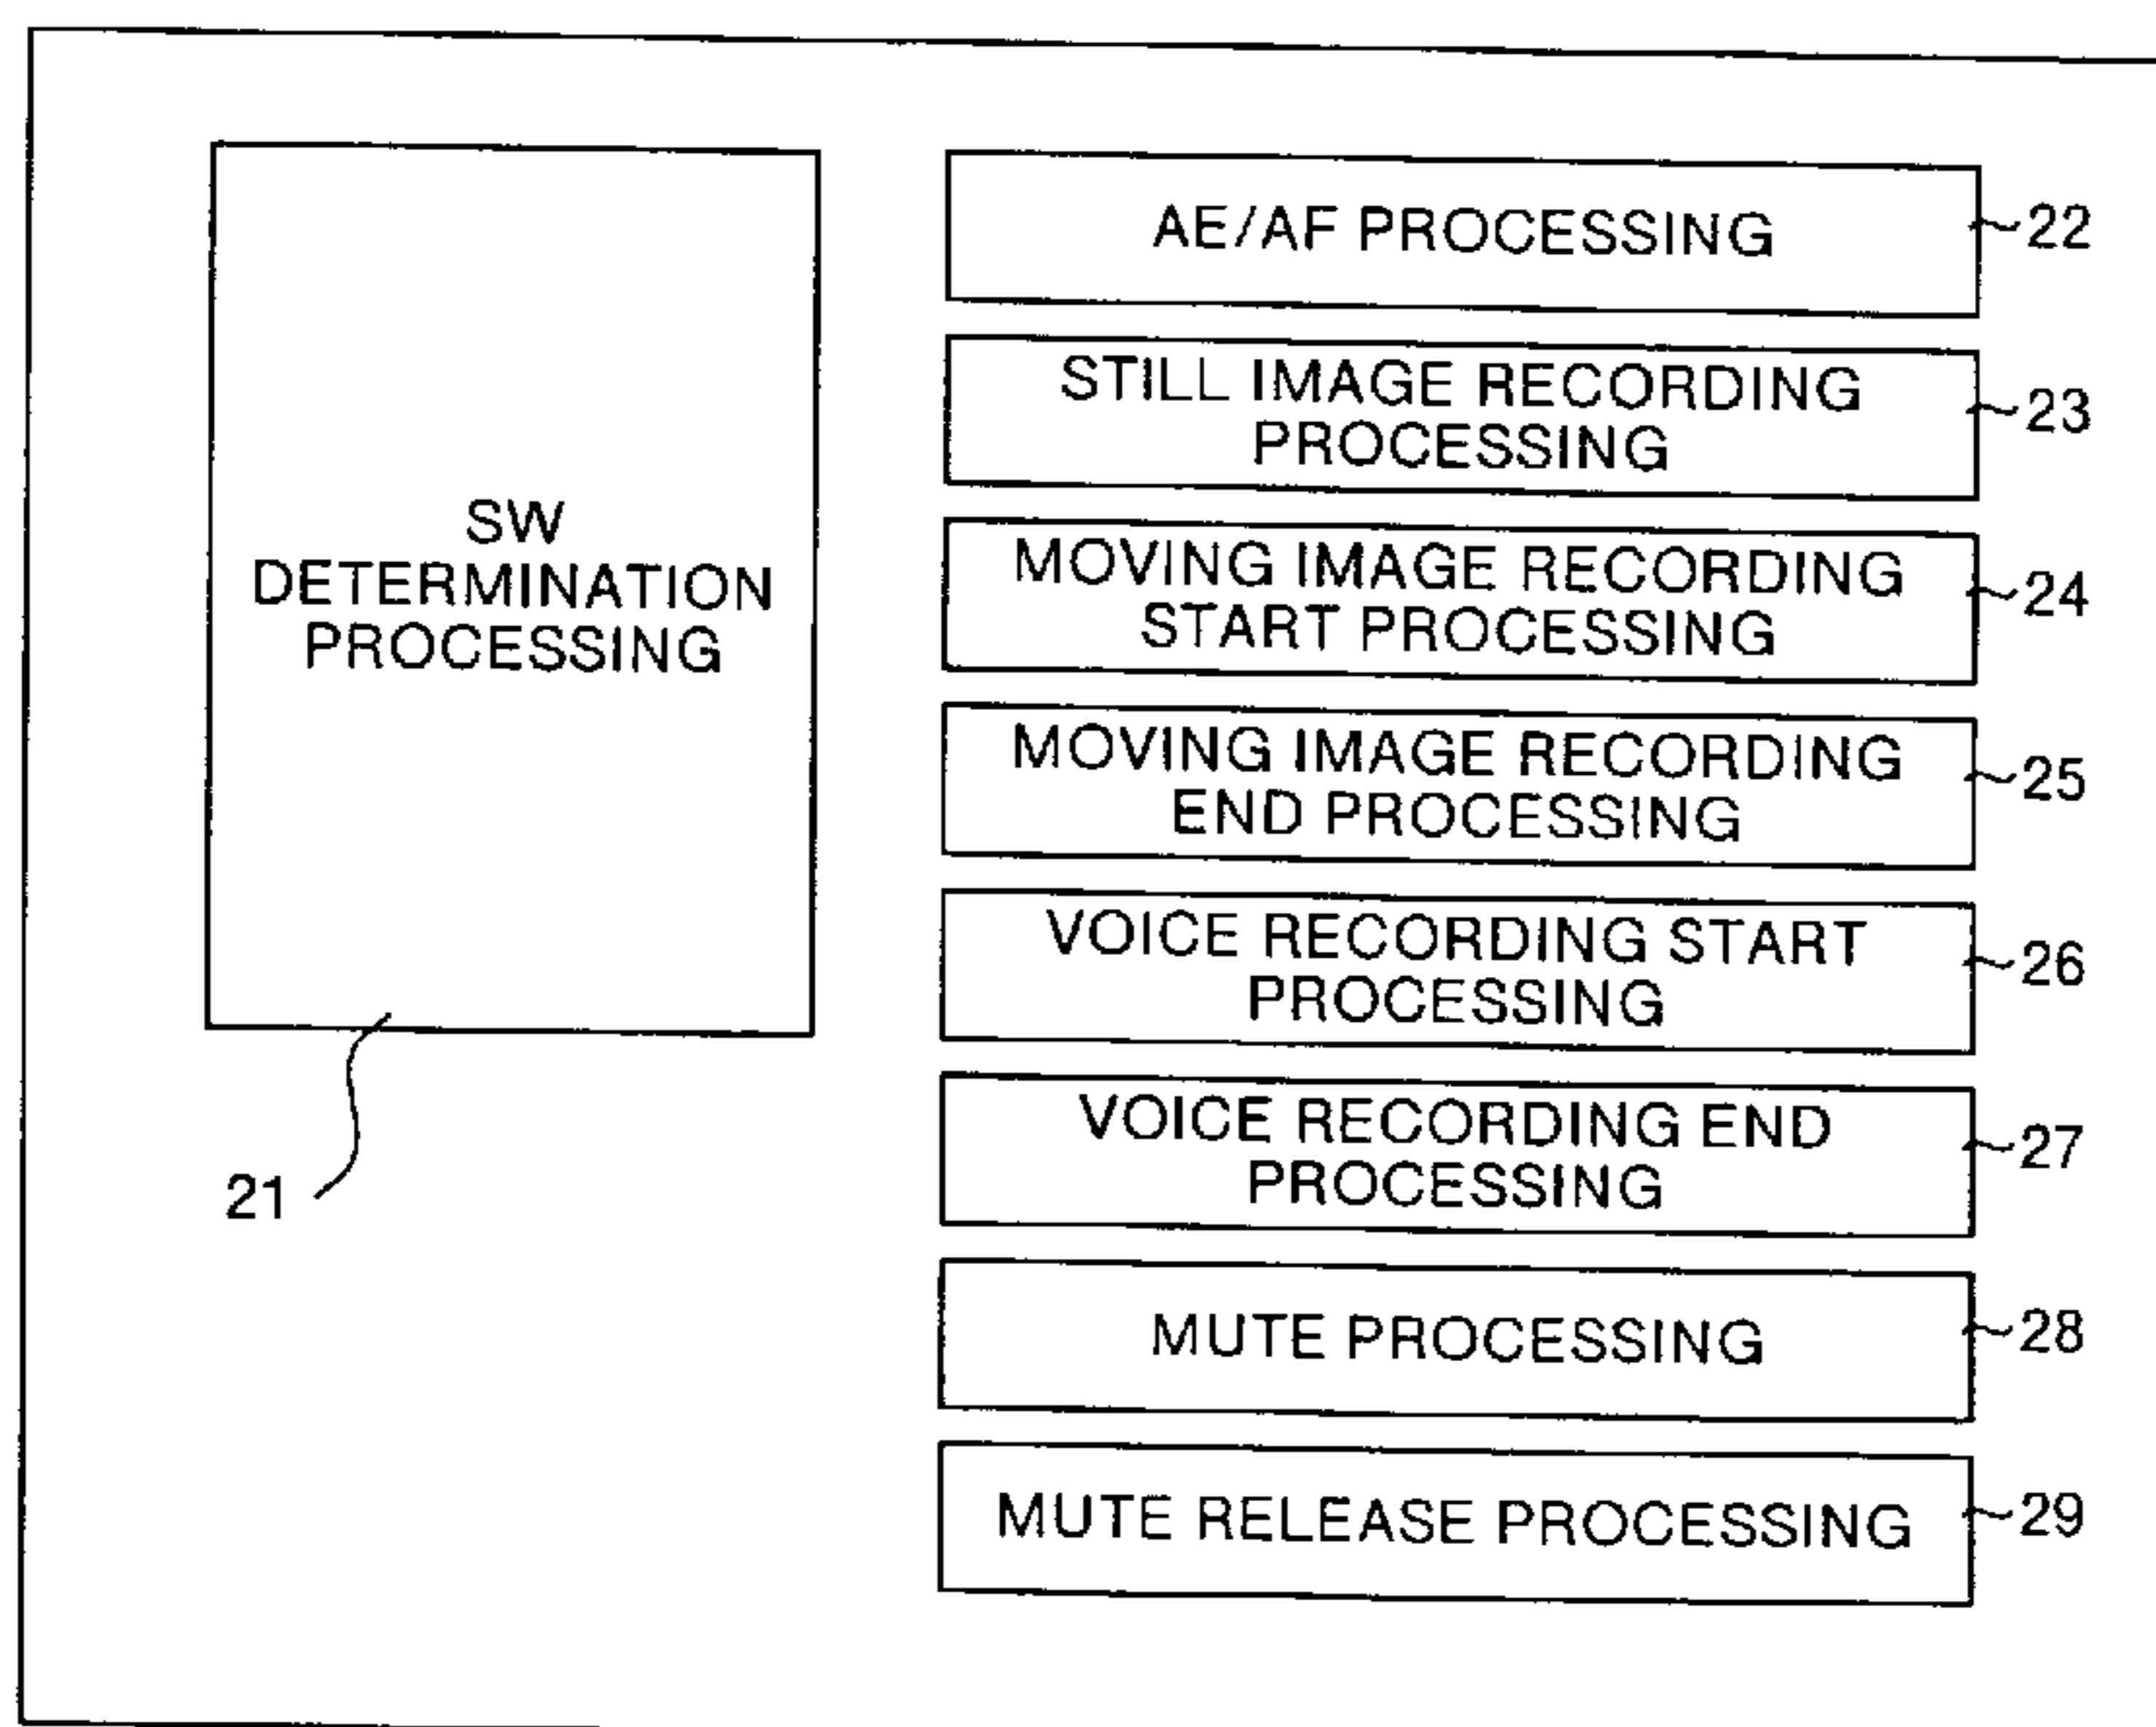 SW
DETERMINATION
PROCESSING
21
AE/AF PROCESSING
22
STILL IMAGE RECORDING
PROCESSING
23
MOVING IMAGE RECORDING
START PROCESSING
24
MOVING IMAGE RECORDING
END PROCESSING
25
VOICE RECORDING START
PROCESSING
26
VOICE RECORDING END
PROCESSING
27
MUTE PROCESSING
28
MUTE RELEASE PROCESSING
29